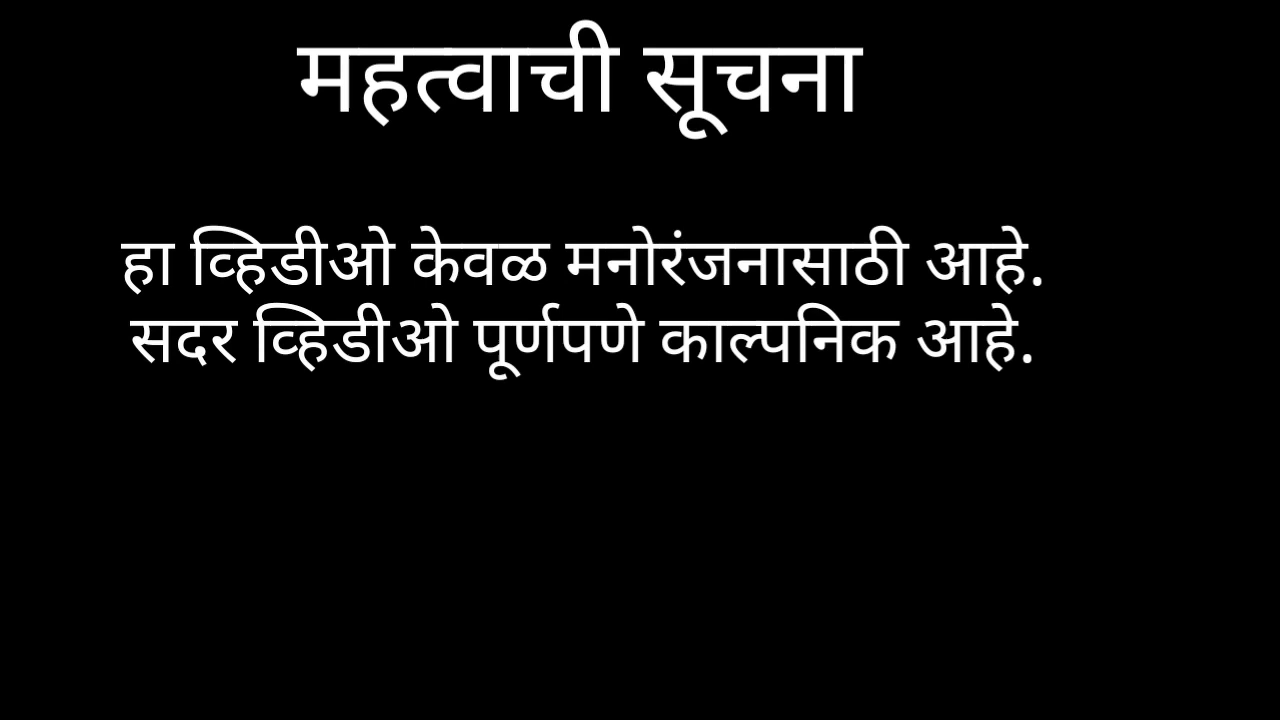 महत्वाची सूचना
हा व्हिडीओ केवळ मनोरंजनासाठी आहे.
सदर व्हिडीओ पूर्णपणे काल्पनिक आहे.